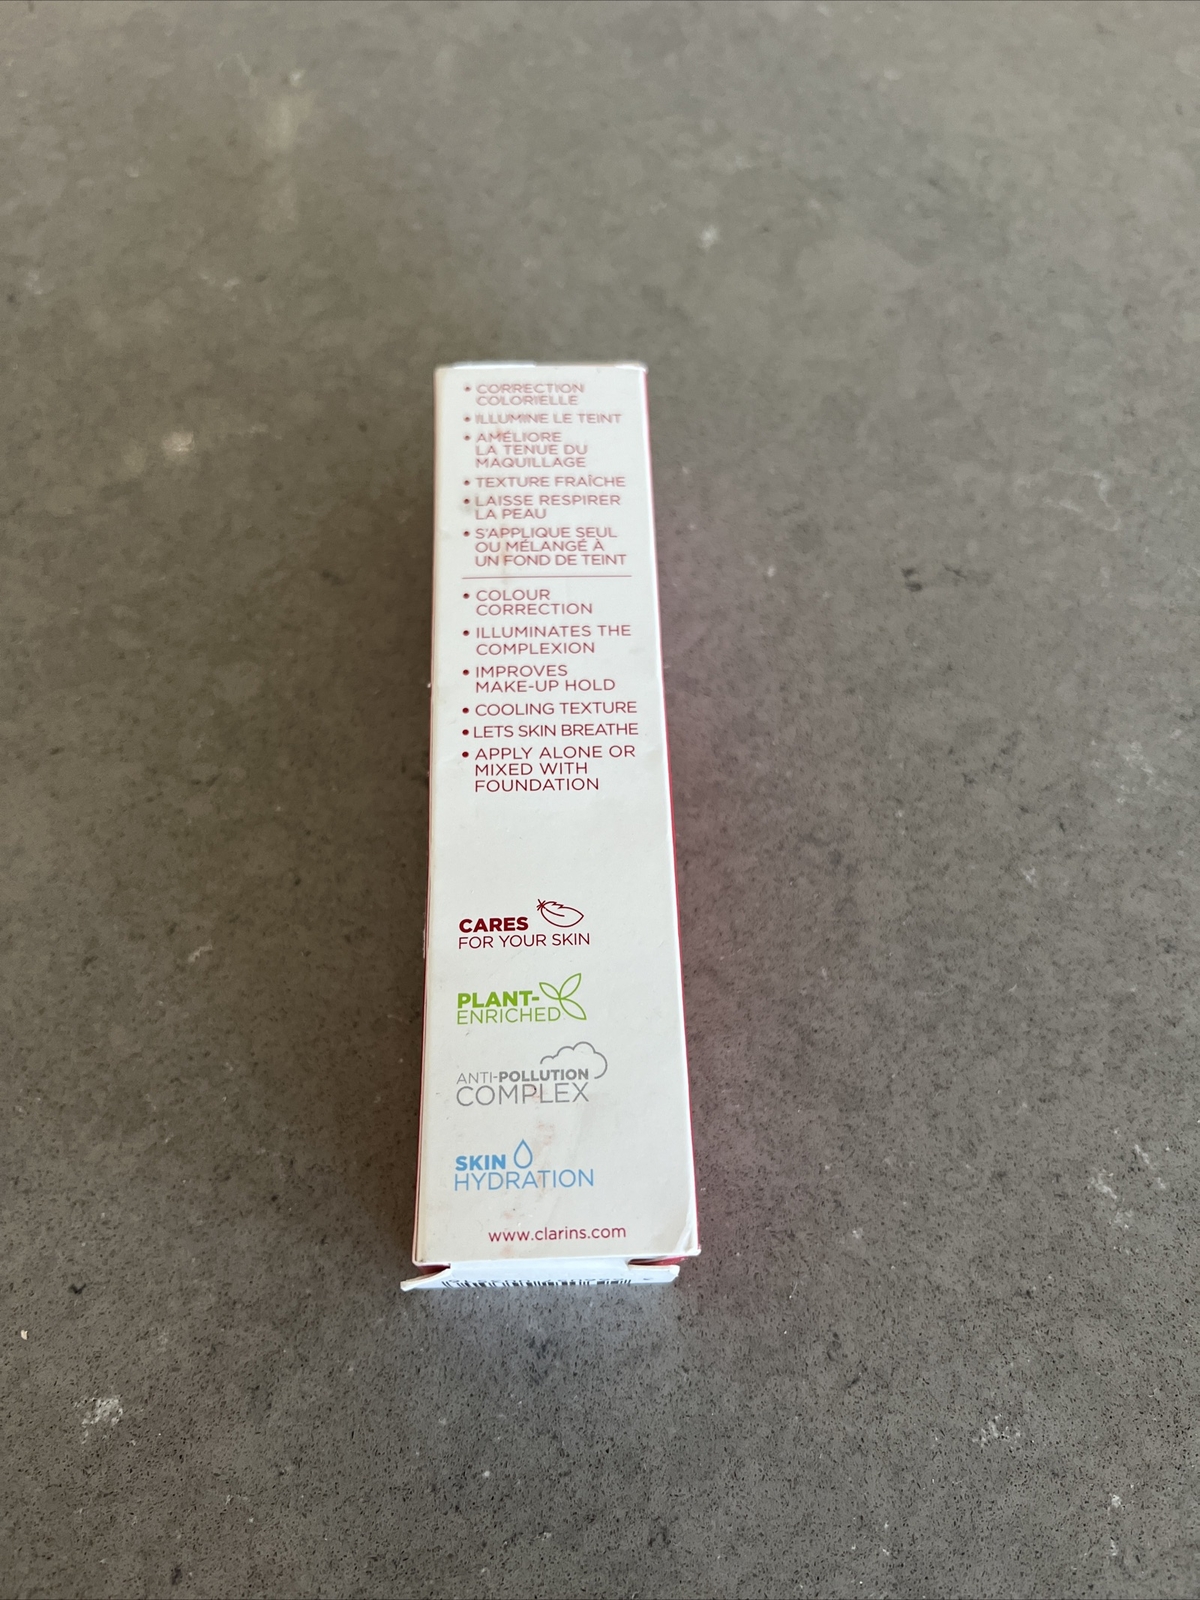 • CORRECTION
COLORIELLE
• ILLUMINE LE TEINT
• AMÉLIORE
LA TENUE DU
MAQUILLAGE
• TEXTURE FRAÎCHE
• LAISSE RESPIRER
LA PEAU
• S'APPLIQUE SEUL
OU MÉLANGÉ À
UN FOND DE TEINT
• COLOUR
CORRECTION
• ILLUMINATES THE
COMPLEXION
• IMPROVES
MAKE-UP HOLD
• COOLING TEXTURE
• LETS SKIN BREATHE
• APPLY ALONE OR
MIXED WITH
FOUNDATION
CARES
FOR YOUR SKIN
PLANT-
ENRICHED
ANTI-POLLUTION
COMPLEX
SKIN
HYDRATION
www.clarins.com